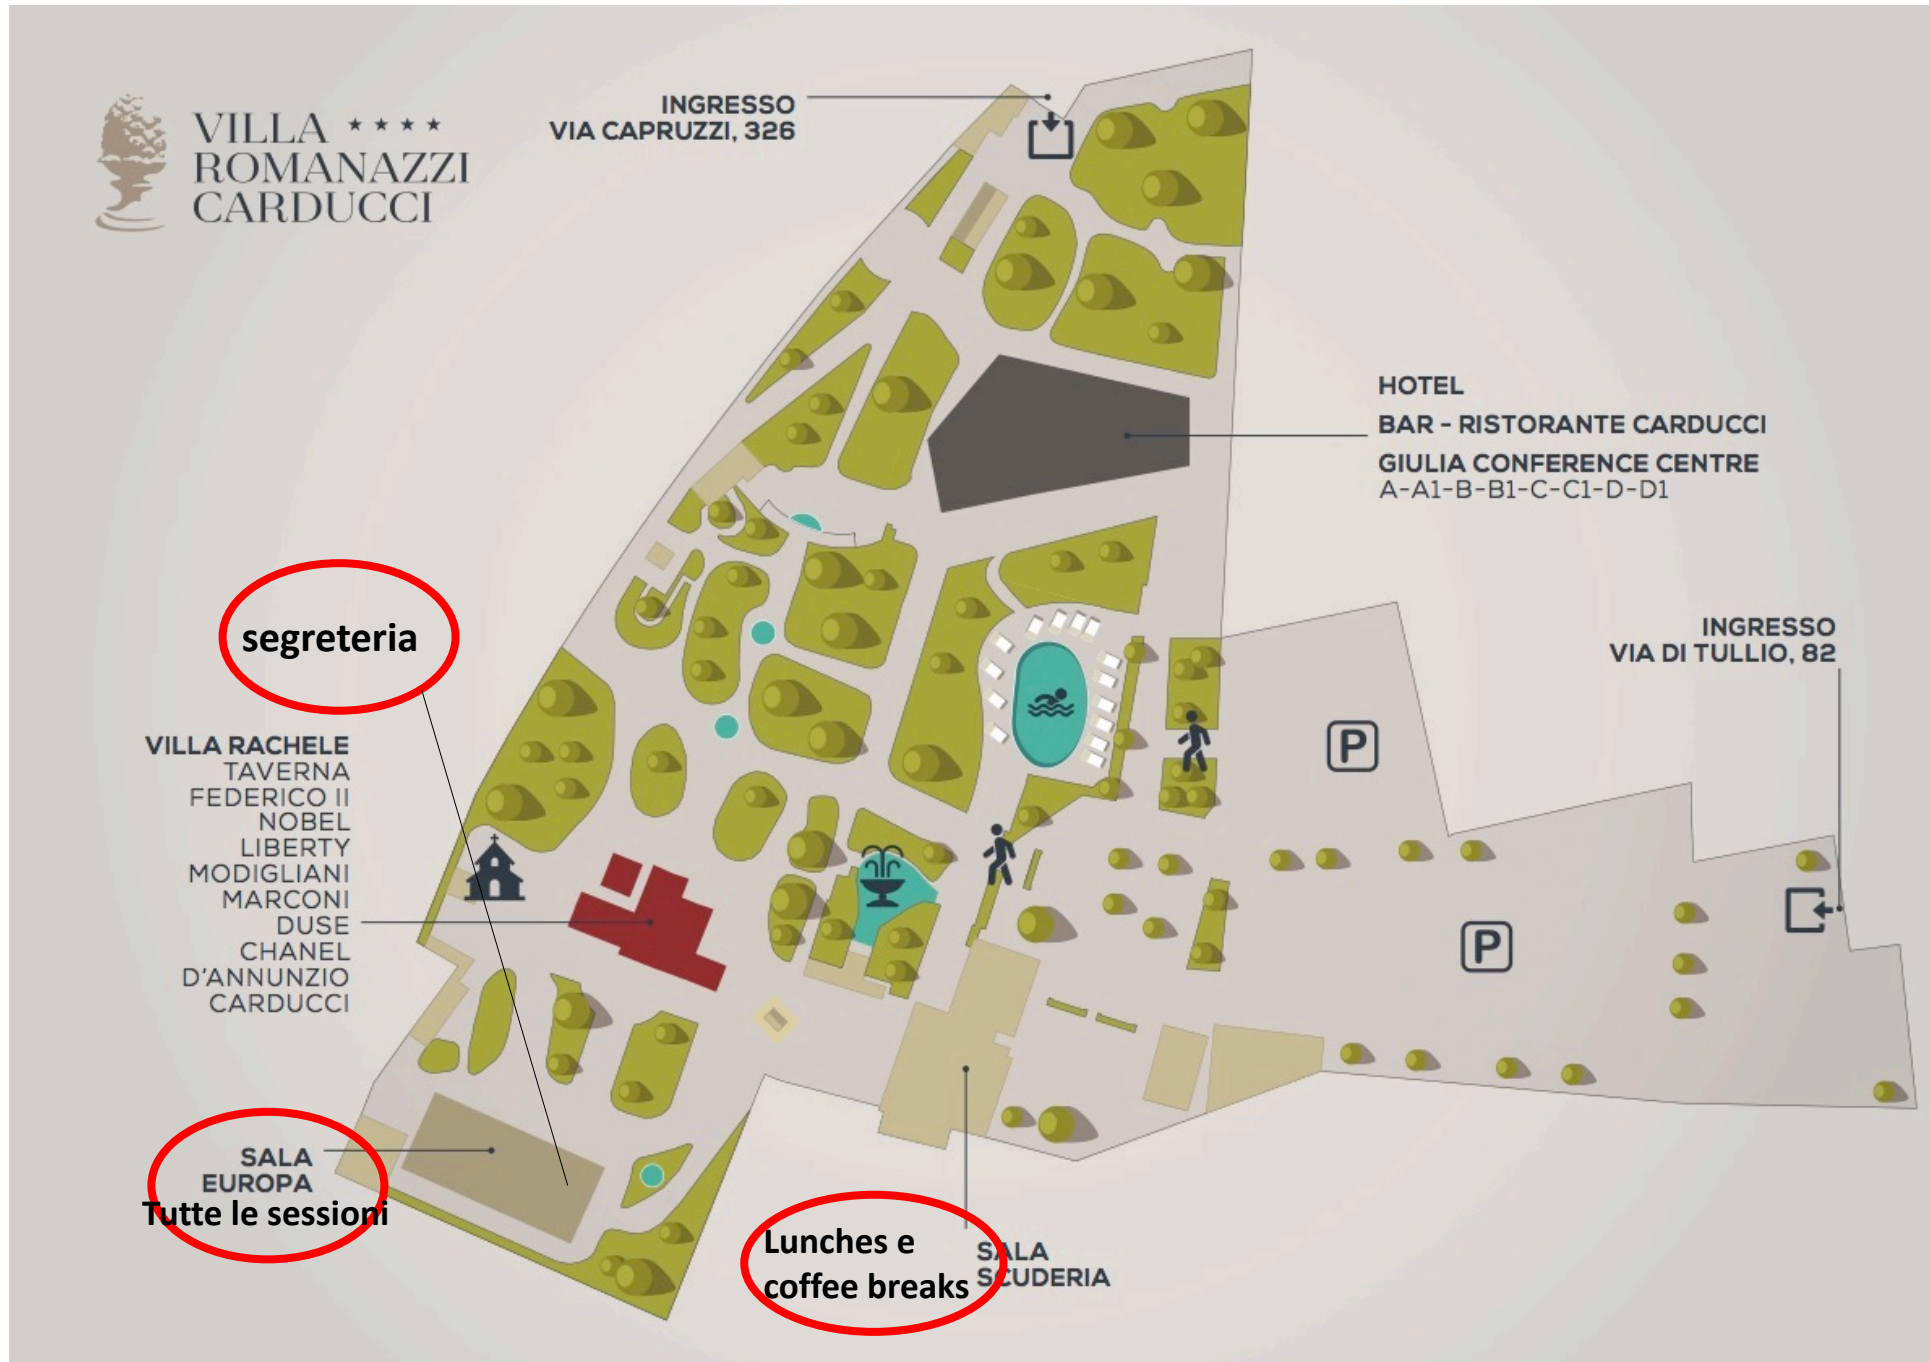 VILLA ★★★★
ROMANAZZI
CARDUCCI
INGRESSO
VIA CAPRUZZI, 326
HOTEL
BAR - RISTORANTE CARDUCCI
GIULIA CONFERENCE CENTRE
A-A1-B-B1-C-C1-D-D1
segreteria
INGRESSO
VIA DI TULLIO, 82
P
P
VILLA RACHELE
TAVERNA
FEDERICO II
NOBEL
LIBERTY
MODIGLIANI
MARCONI
DUSE
CHANEL
D'ANNUNZIO
CARDUCCI
SALA
EUROPA
Tutte le sessioni
Lunches e
coffee breaks
SALA
SCUDERIA